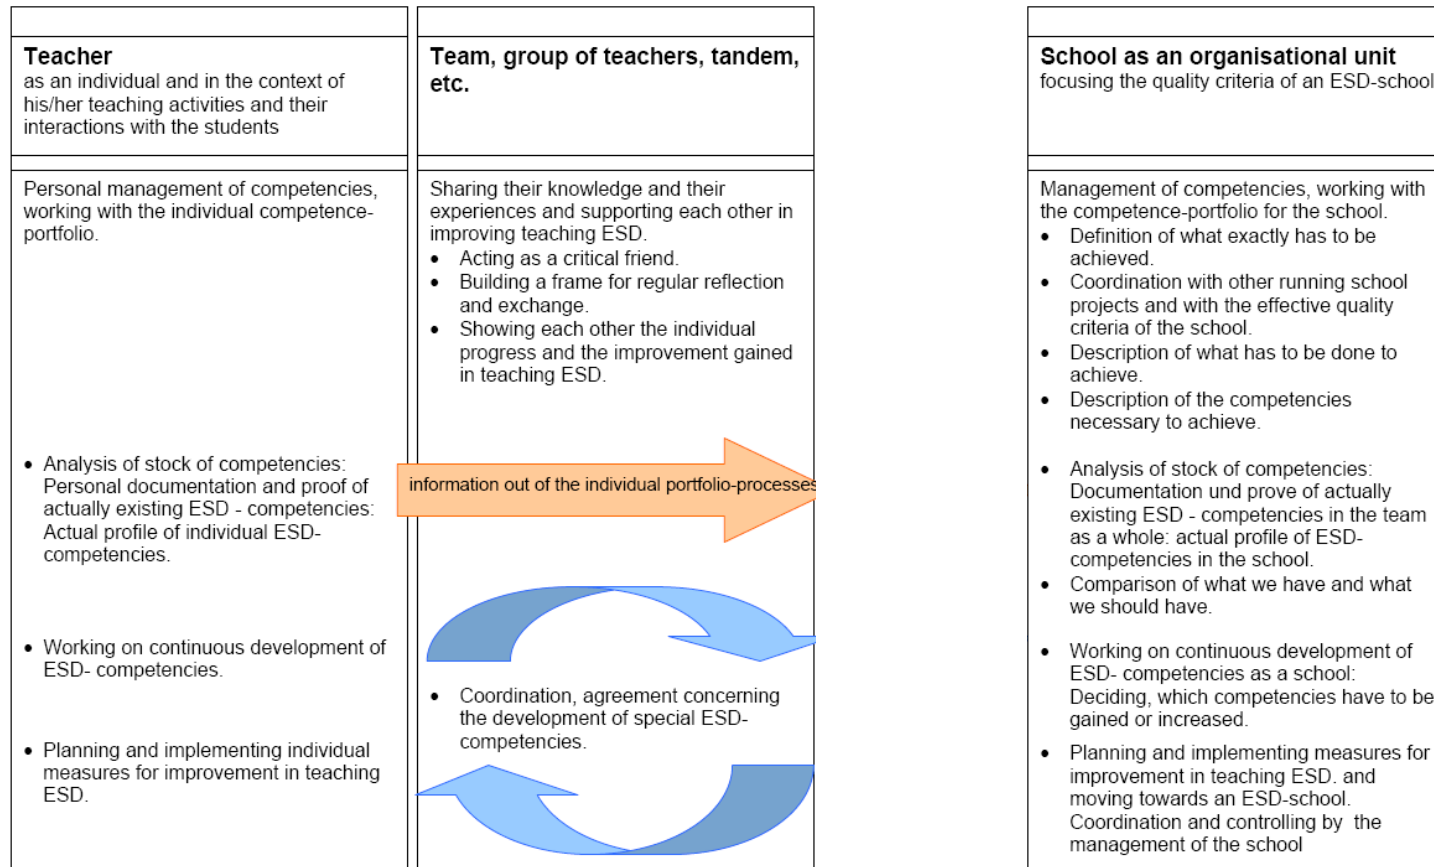 Teacher
as an individual and in the context of
his/her teaching activities and their
interactions with the students
Team, group of teachers, tandem,
etc.
School as an organisational unit
focusing the quality criteria of an ESD-school
Personal management of competencies,
working with the individual competence-
portfolio.
• Analysis of stock of competencies:
Personal documentation and proof of
actually existing ESD - competencies:
Actual profile of individual ESD-
competencies.
• Working on continuous development of
ESD- competencies.
• Planning and implementing individual
measures for improvement in teaching
ESD.
Sharing their knowledge and their
experiences and supporting each other in
improving teaching ESD.
• Acting as a critical friend.
• Building a frame for regular reflection
and exchange.
• Showing each other the individual
progress and the improvement gained
in teaching ESD.
information out of the individual portfolio-processes
• Coordination, agreement concerning
the development of special ESD-
competencies.
Management of competencies, working with
the competence-portfolio for the school.
• Definition of what exactly has to be
achieved.
• Coordination with other running school
projects and with the effective quality
criteria of the school.
• Description of what has to be done to
achieve.
• Description of the competencies
necessary to achieve.
• Analysis of stock of competencies:
Documentation und prove of actually
existing ESD - competencies in the team
as a whole: actual profile of ESD-
competencies in the school.
• Comparison of what we have and what
we should have.
• Working on continuous development of
ESD- competencies as a school:
Deciding, which competencies have to be
gained or increased.
• Planning and implementing measures for
improvement in teaching ESD. and
moving towards an ESD-school.
Coordination and controlling by the
management of the school